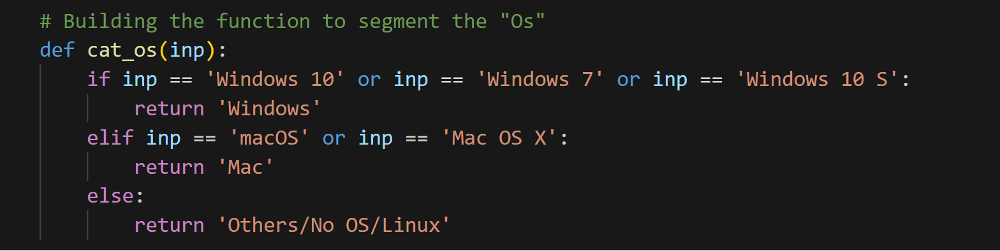 # Building the function to segment the "Os"
def cat_os(inp):
    if inp == 'Windows 10' or inp == 'Windows 7' or inp == 'Windows 10 S':
        return 'Windows'
    elif inp == 'macOS' or inp == 'Mac OS X':
        return 'Mac'
    else:
        return 'Others/No OS/Linux'